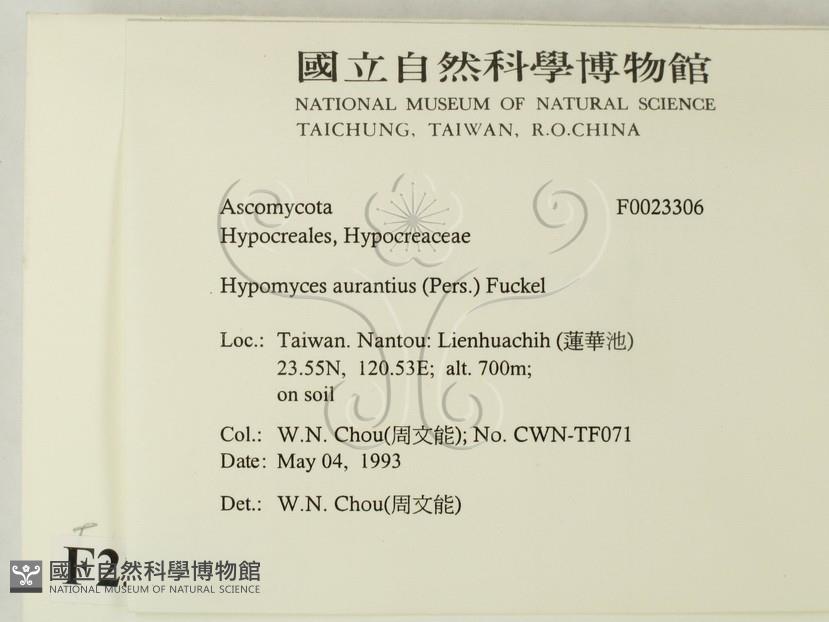 國立自然科學博物館
NATIONAL MUSEUM OF NATURAL SCIENCE
TAICHUNG, TAIWAN, R.O.CHINA
Ascomycota F0023306
Hypocreales, Hypocreaceae
Hypomyces aurantius (Pers.) Fuckel
Loc.: Taiwan. Nantou: Lienhuachih (蓮華池)
23.55N, 120.53E; alt. 700m;
on soil
Col.: W.N. Chou(周文能); No. CWN-TF071
Date: May 04, 1993
Det.: W.N. Chou(周文能)
F2
國立自然科學博物館
NATIONAL MUSEUM OF NATURAL SCIENCE